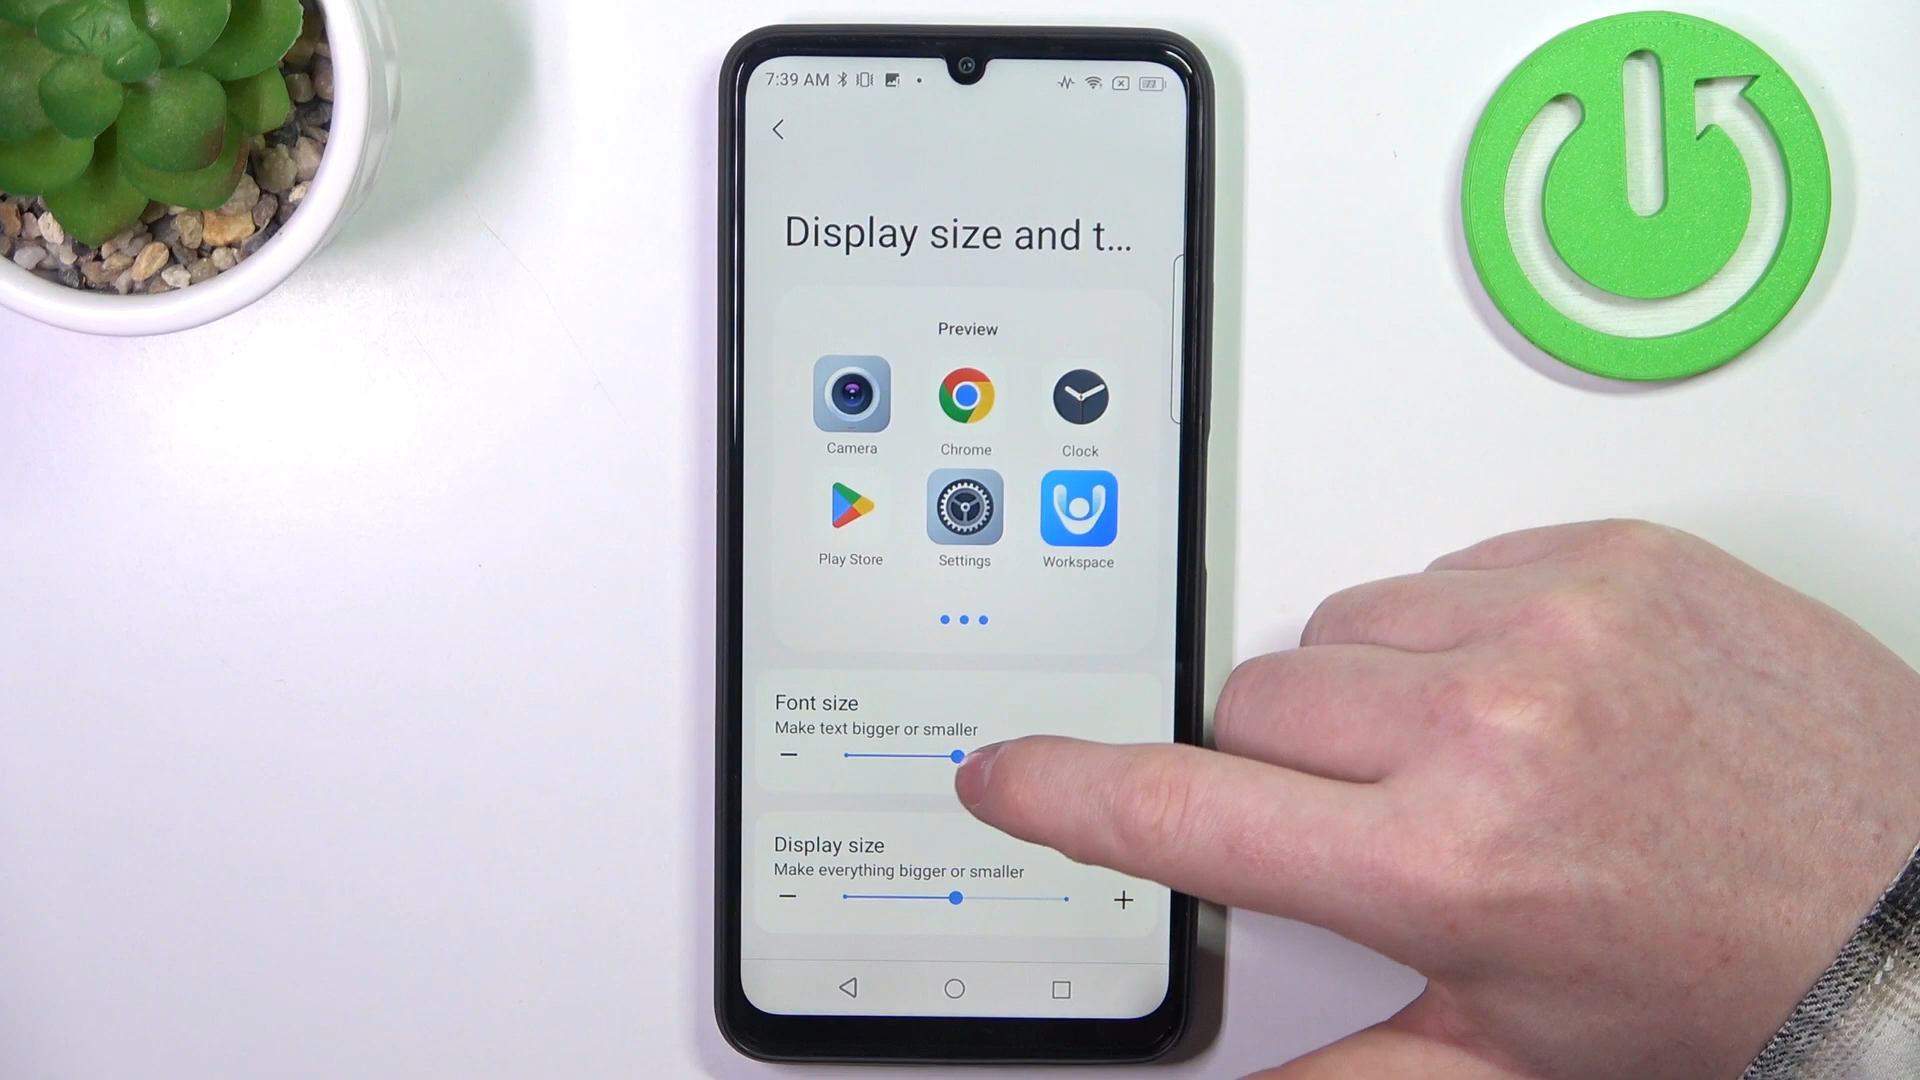 7:39 AM
Display size and t...
Preview
Camera Chrome Clock
Play Store Settings Workspace
Font size
Make text bigger or smaller
Display size
Make everything bigger or smaller